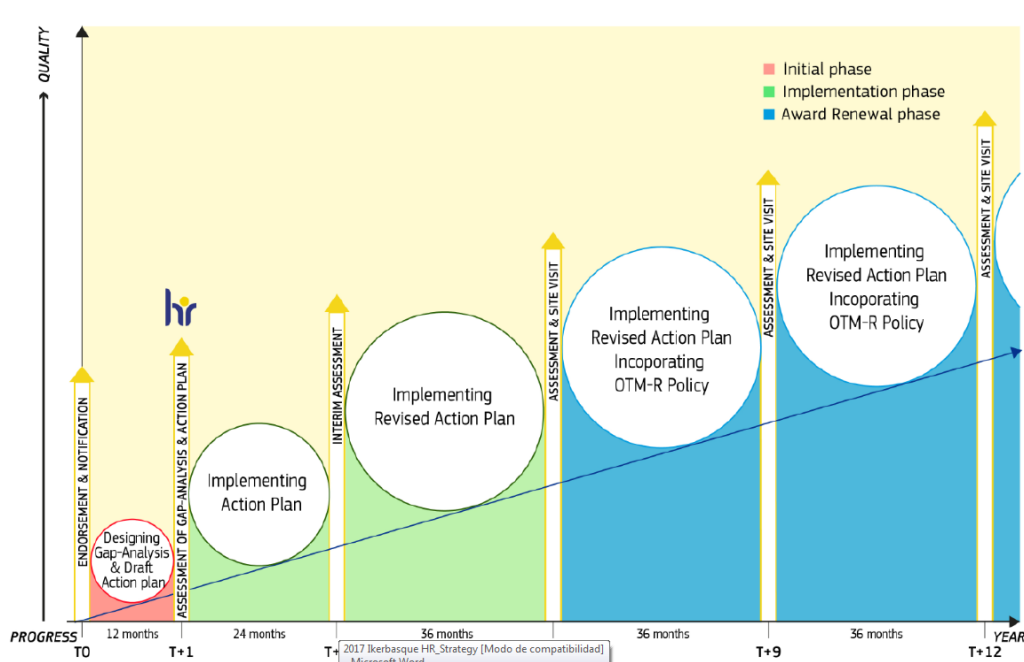 QUALITY
Initial phase
Implementation phase
Award Renewal phase
hr
ENDORSEMENT & NOTIFICATION
Designing
Gap-Analysis
& Draft
Action plan
ASSESSMENT OF GAP-ANALYSIS & ACTION PLAN
Implementing
Action Plan
INTERIM ASSESSMENT
Implementing
Revised Action Plan
ASSESSMENT & SITE VISIT
Implementing
Revised Action Plan
Incoporating
OTM-R Policy
ASSESSMENT & SITE VISIT
Implementing
Revised Action Plan
Incoporating
OTM-R Policy
ASSESSMENT & SITE VISIT
PROGRESS
12 months
24 months
36 months
36 months
36 months
YEAR
T0
T+1
T+9
T+12
2017 Ikerbasque HR_Strategy [Modo de compatibilidad]
- Microsoft Word